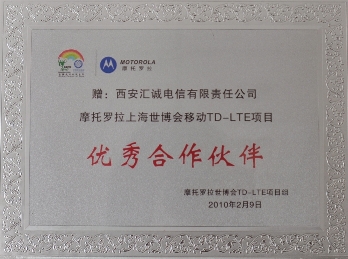 MOTOROLA
摩托罗拉
赠：西安汇诚电信有限责任公司
摩托罗拉上海世博会移动TD-LTE项目
优秀合作伙伴
摩托罗拉世博会TD-LTE项目组
2010年2月9日